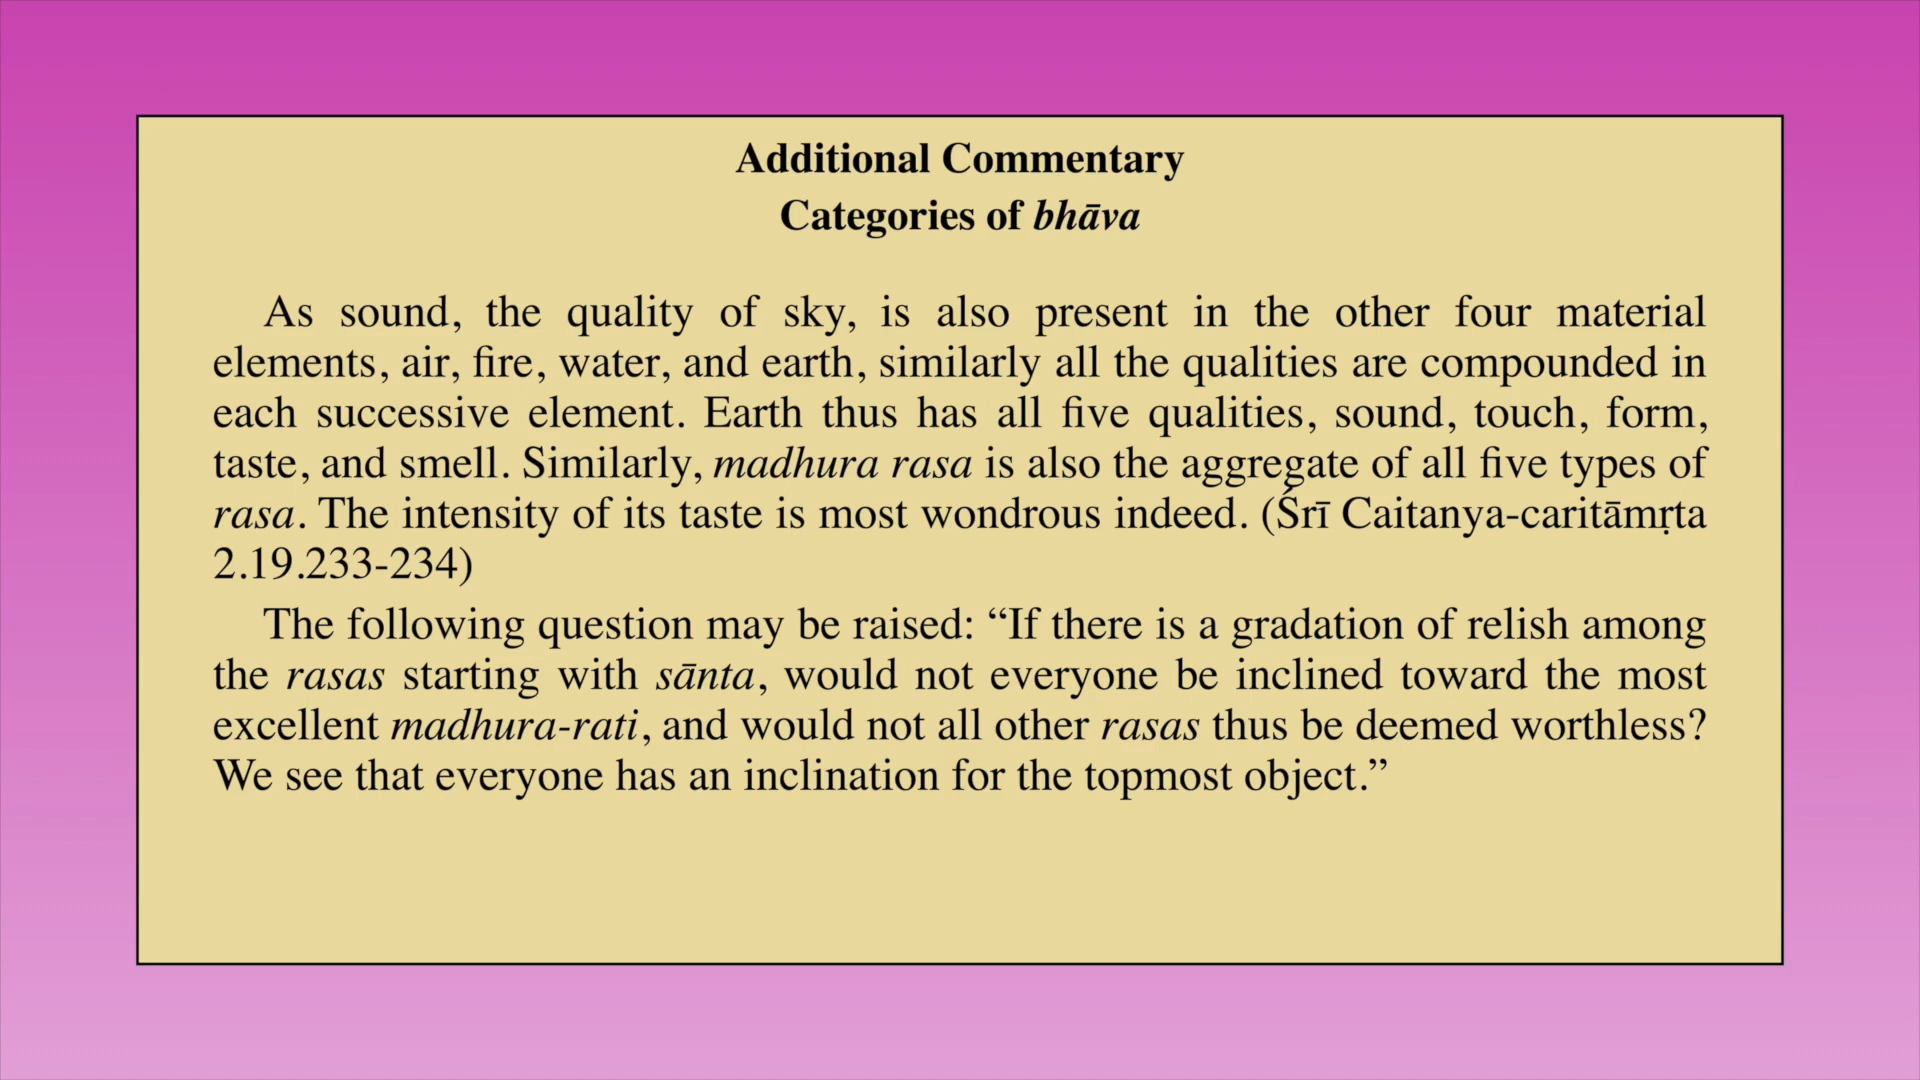 Additional Commentary
Categories of bhāva
As sound, the quality of sky, is also present in the other four material
elements, air, fire, water, and earth, similarly all the qualities are compounded in
each successive element. Earth thus has all five qualities, sound, touch, form,
taste, and smell. Similarly, madhura rasa is also the aggregate of all five types of
rasa. The intensity of its taste is most wondrous indeed. (Śrī Caitanya-caritāmṛta
2.19.233-234)
The following question may be raised: “If there is a gradation of relish among
the rasas starting with sānta, would not everyone be inclined toward the most
excellent madhura-rati, and would not all other rasas thus be deemed worthless?
We see that everyone has an inclination for the topmost object.”